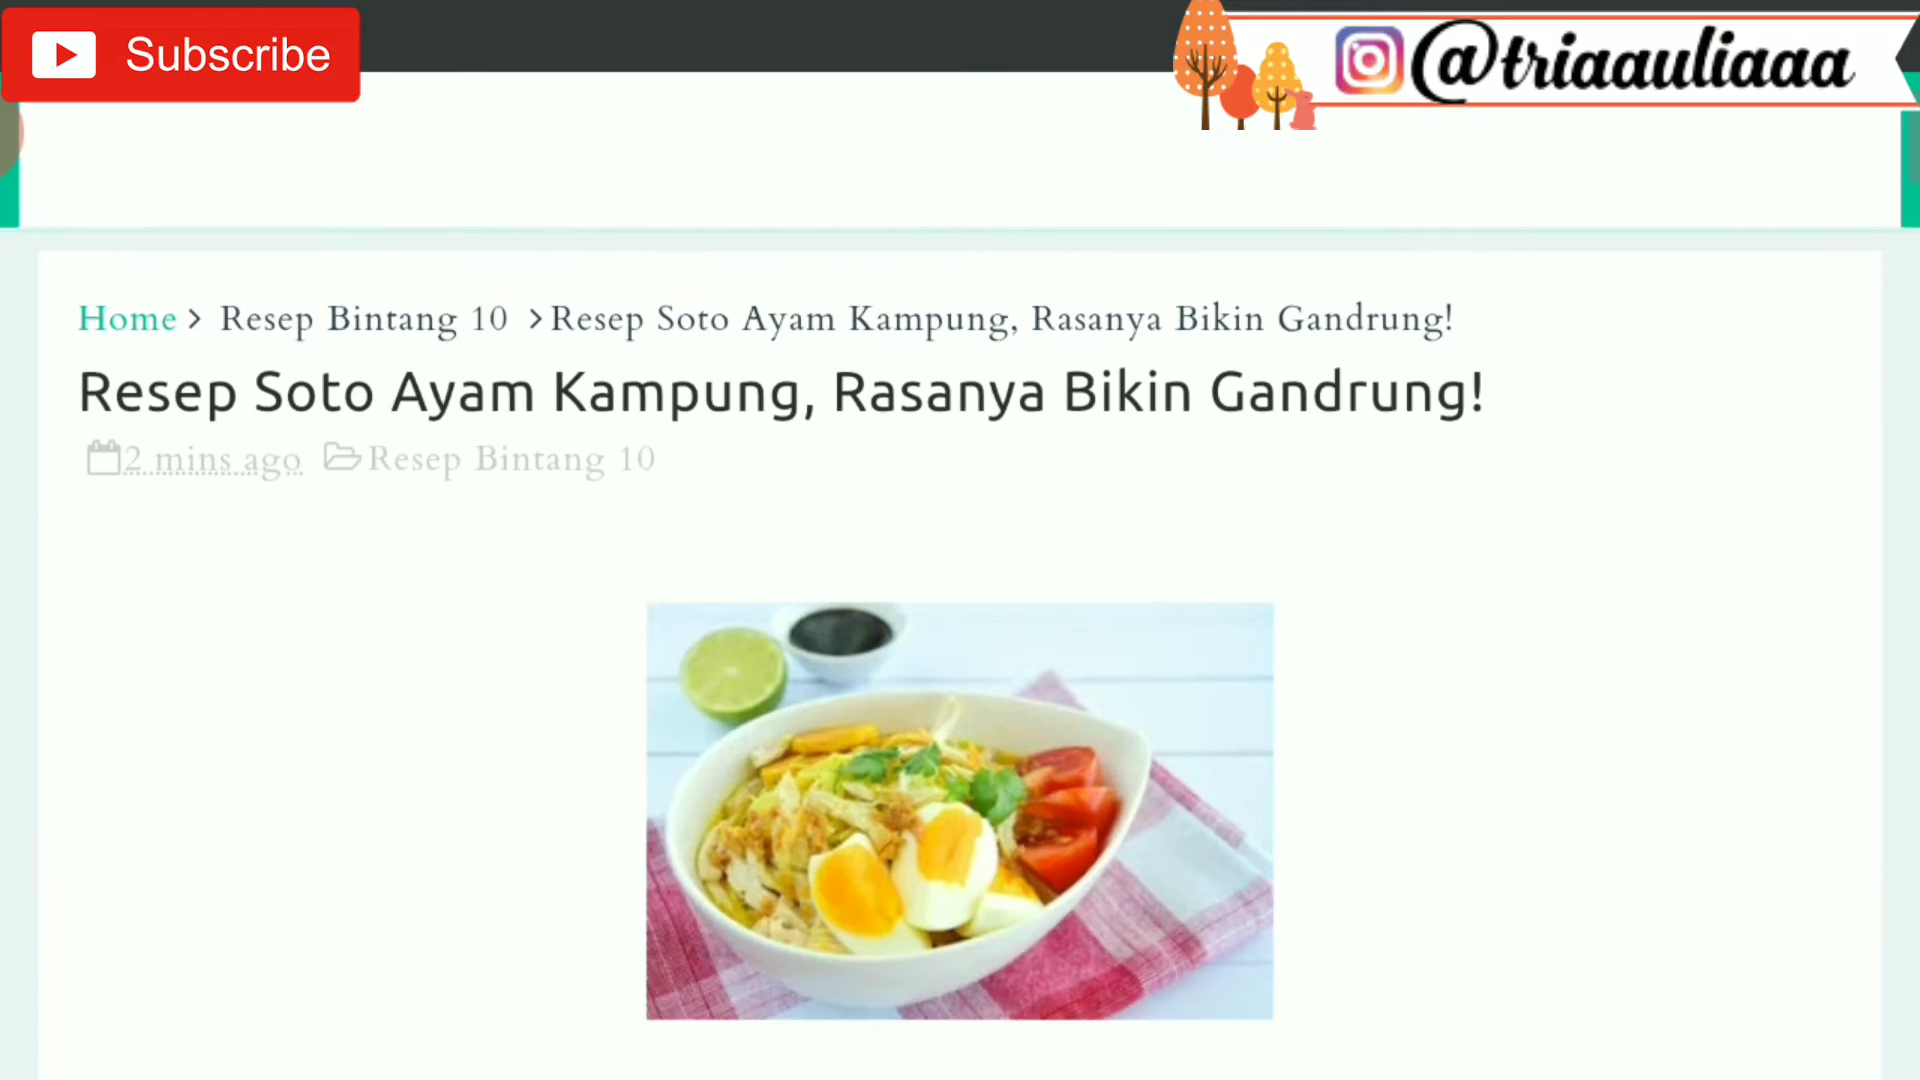 Subscribe
@triaauliaaa
Home > Resep Bintang 10 > Resep Soto Ayam Kampung, Rasanya Bikin Gandrung!
Resep Soto Ayam Kampung, Rasanya Bikin Gandrung!
2 mins ago Resep Bintang 10